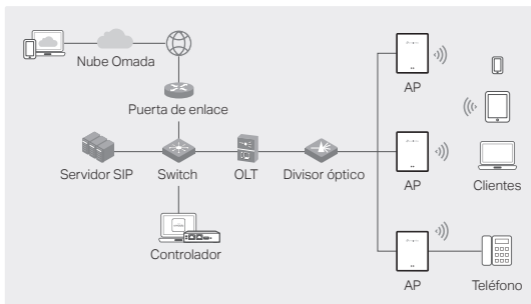 Nube Omada
Puerta de enlace
AP
Servidor SIP
Switch
OLT
Divisor óptico
AP
Clientes
Controlador
AP
Teléfono